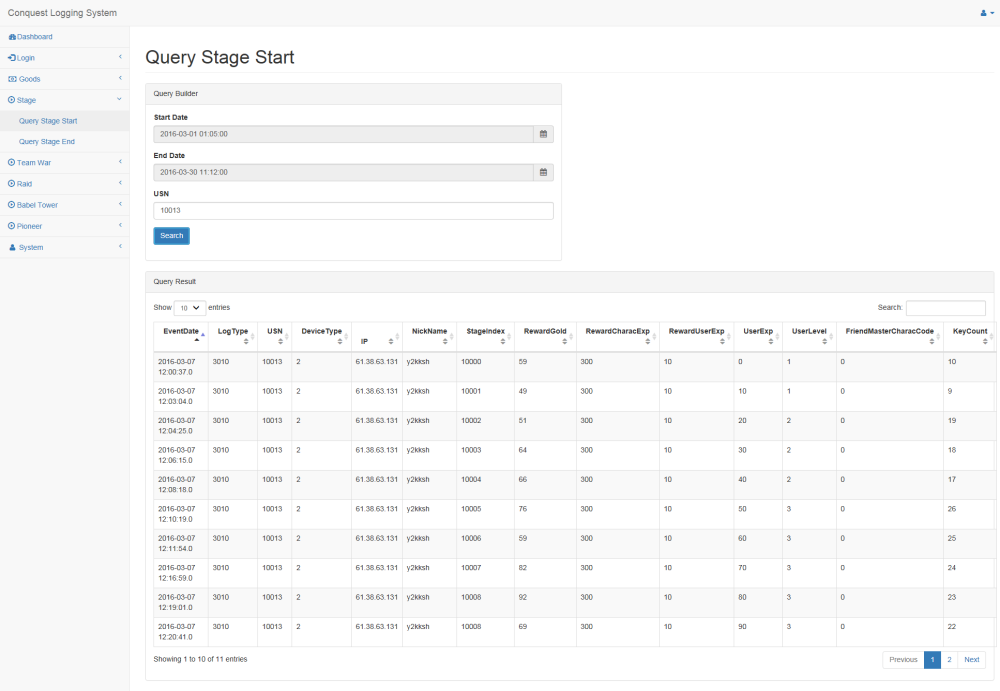 Conquest Logging System
Dashboard
Login
Goods
Stage
Query Stage Start
Query Stage End
Team War
Raid
Babel Tower
Pioneer
System
Query Stage Start
Query Builder
Start Date
2016-03-01 01:05:00
End Date
2016-03-30 11:12:00
USN
10013
Search
Query Result
Show 10 entries Search:
EventDate LogType USN DeviceType IP NickName StageIndex RewardGold RewardCharacExp RewardUserExp UserExp UserLevel FriendMasterCharacCode KeyCount
2016-03-07 3010 10013 2 61.38.63.131 y2kksh 10000 59 300 10 0 1 0 10
12:00:37.0
2016-03-07 3010 10013 2 61.38.63.131 y2kksh 10001 49 300 10 10 1 0 9
12:03:04.0
2016-03-07 3010 10013 2 61.38.63.131 y2kksh 10002 51 300 10 20 2 0 19
12:04:25.0
2016-03-07 3010 10013 2 61.38.63.131 y2kksh 10003 64 300 10 30 2 0 18
12:06:15.0
2016-03-07 3010 10013 2 61.38.63.131 y2kksh 10004 66 300 10 40 2 0 17
12:08:18.0
2016-03-07 3010 10013 2 61.38.63.131 y2kksh 10005 76 300 10 50 3 0 26
12:10:19.0
2016-03-07 3010 10013 2 61.38.63.131 y2kksh 10006 59 300 10 60 3 0 25
12:11:54.0
2016-03-07 3010 10013 2 61.38.63.131 y2kksh 10007 82 300 10 70 3 0 24
12:16:59.0
2016-03-07 3010 10013 2 61.38.63.131 y2kksh 10008 92 300 10 80 3 0 23
12:19:01.0
2016-03-07 3010 10013 2 61.38.63.131 y2kksh 10008 69 300 10 90 3 0 22
12:20:41.0
Showing 1 to 10 of 11 entries Previous 1 2 Next